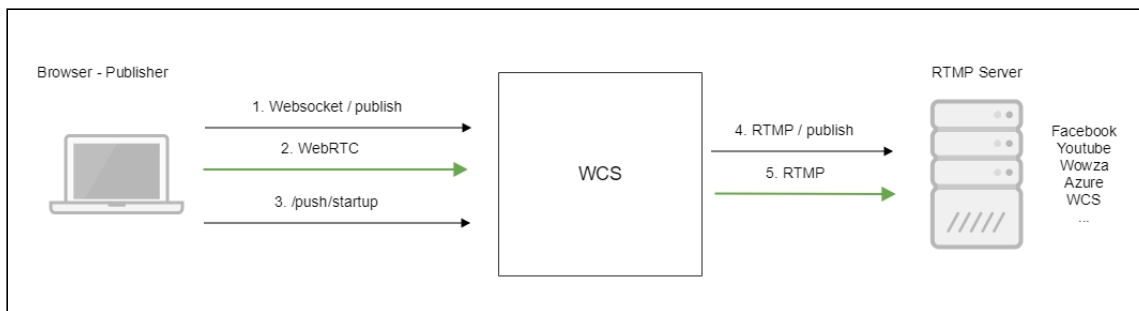 Browser - Publisher
1. Websocket / publish
2. WebRTC
3. /push/startup
WCS
4. RTMP / publish
5. RTMP
RTMP Server
Facebook
Youtube
Wowza
Azure
WCS
...